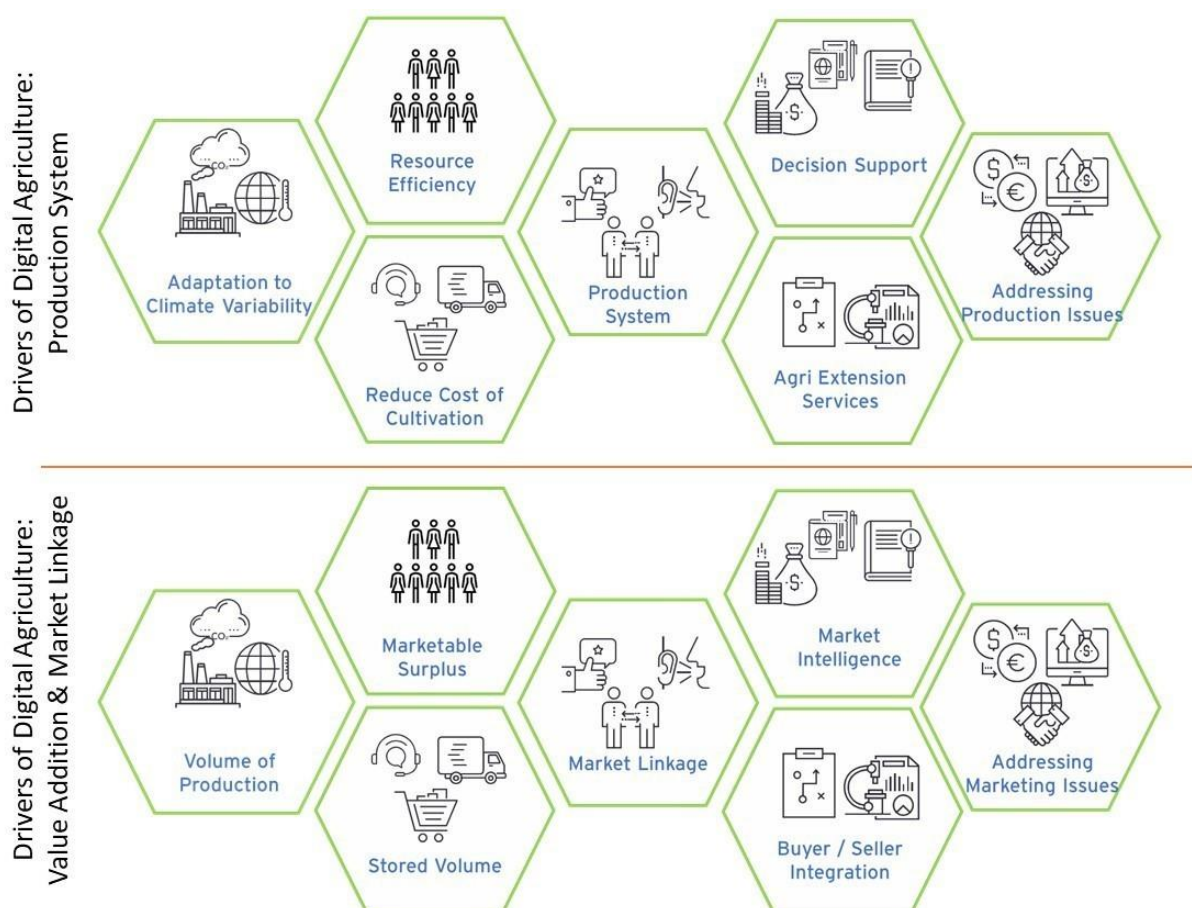 Drivers of Digital Agriculture:
Production System
Adaptation to
Climate Variability
CO₂
Resource
Efficiency
Reduce Cost of
Cultivation
Production
System
Decision Support
$
Agri Extension
Services
Addressing
Production Issues
$
€
$
Drivers of Digital Agriculture:
Value Addition & Market Linkage
Volume of
Production
CO₂
Marketable
Surplus
Stored Volume
Market Linkage
Market
Intelligence
$
Buyer / Seller
Integration
Addressing
Marketing Issues
$
€
$